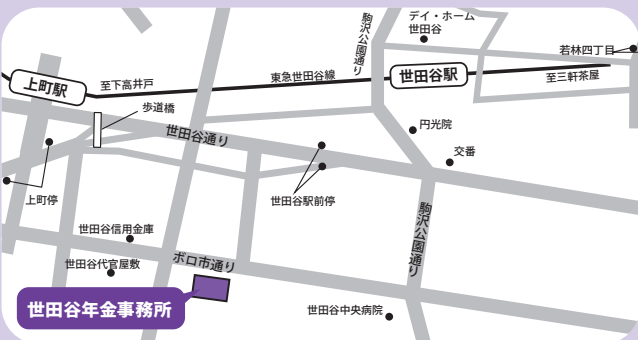 デイ・ホーム
世田谷
駒沢公園通り
若林四丁目
上町駅
至下高井戸
東急世田谷線
世田谷駅
至三軒茶屋
歩道橋
世田谷通り
円光院
交番
上町停
世田谷駅前停
駒沢公園通り
世田谷信用金庫
ボロ市通り
世田谷代官屋敷
世田谷年金事務所
世田谷中央病院